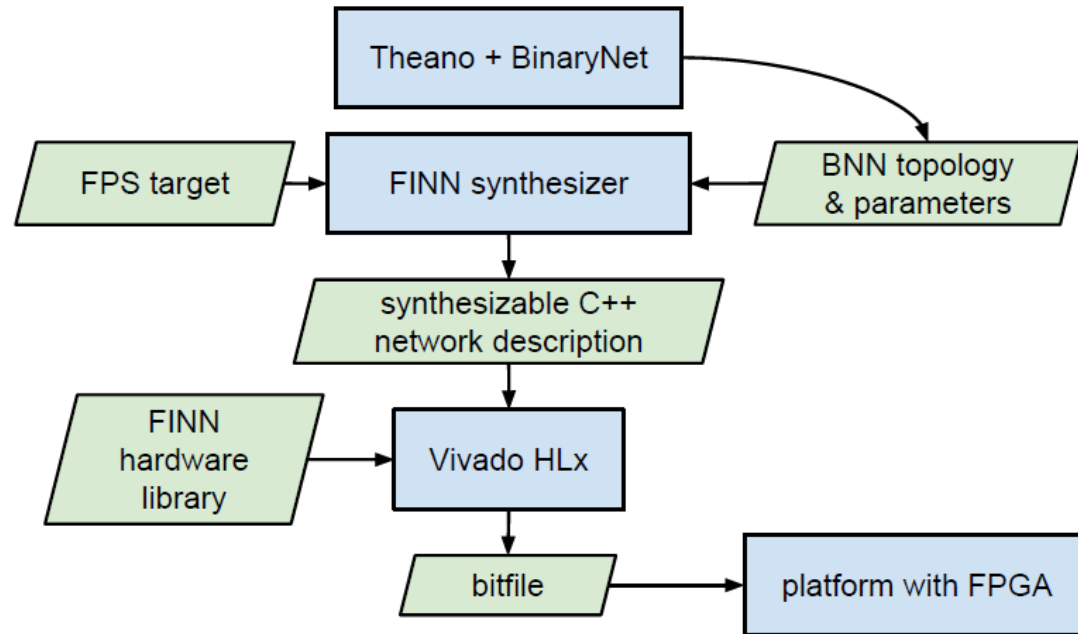 Theano + BinaryNet
FPS target
FINN synthesizer
BNN topology
& parameters
synthesizable C++
network description
FINN
hardware
library
Vivado HLx
bitfile
platform with FPGA